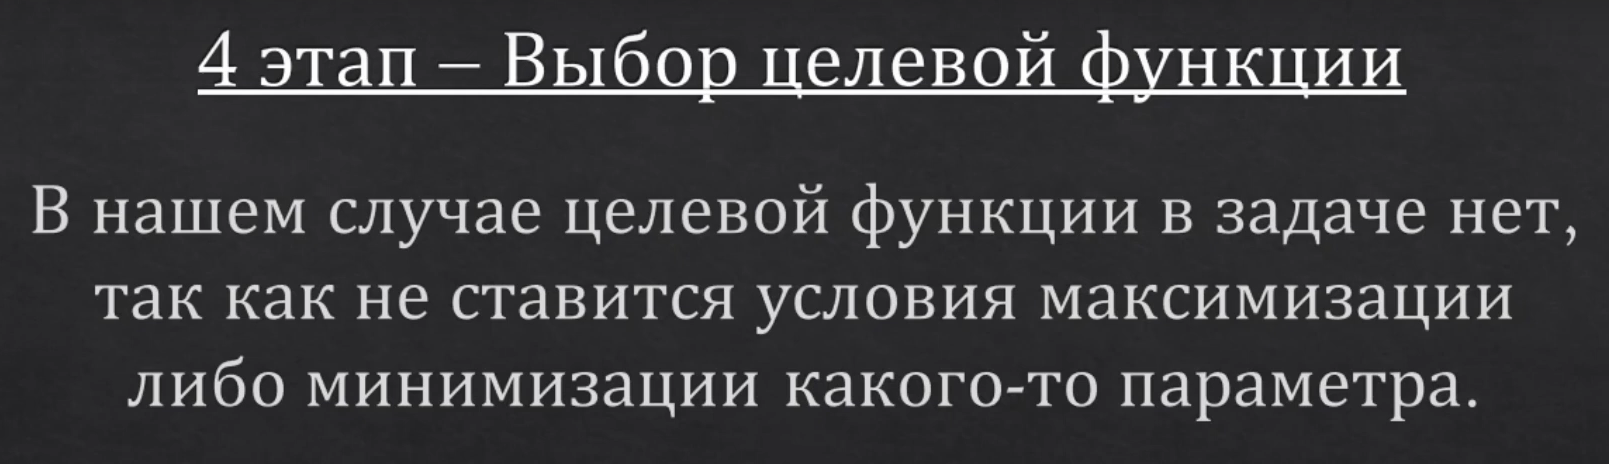 4 этап – Выбор целевой функции
В нашем случае целевой функции в задаче нет,
так как не ставится условия максимизации
либо минимизации какого-то параметра.